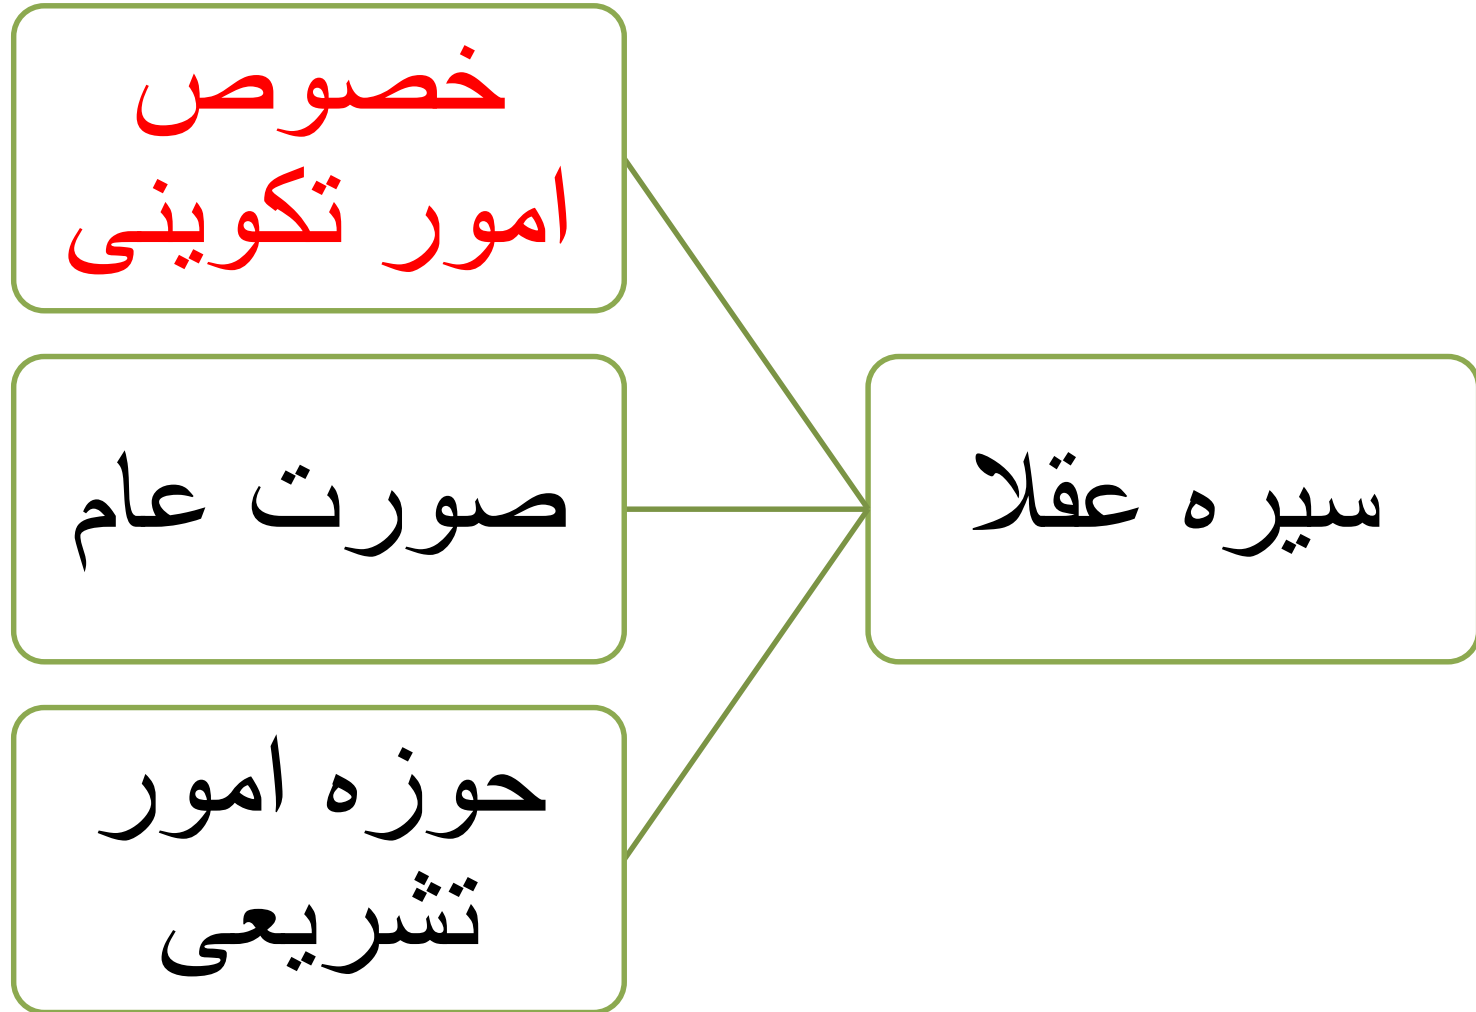 سیره عقلا
خصوص
امور تکوینی
صورت عام
حوزه امور
تشریعی